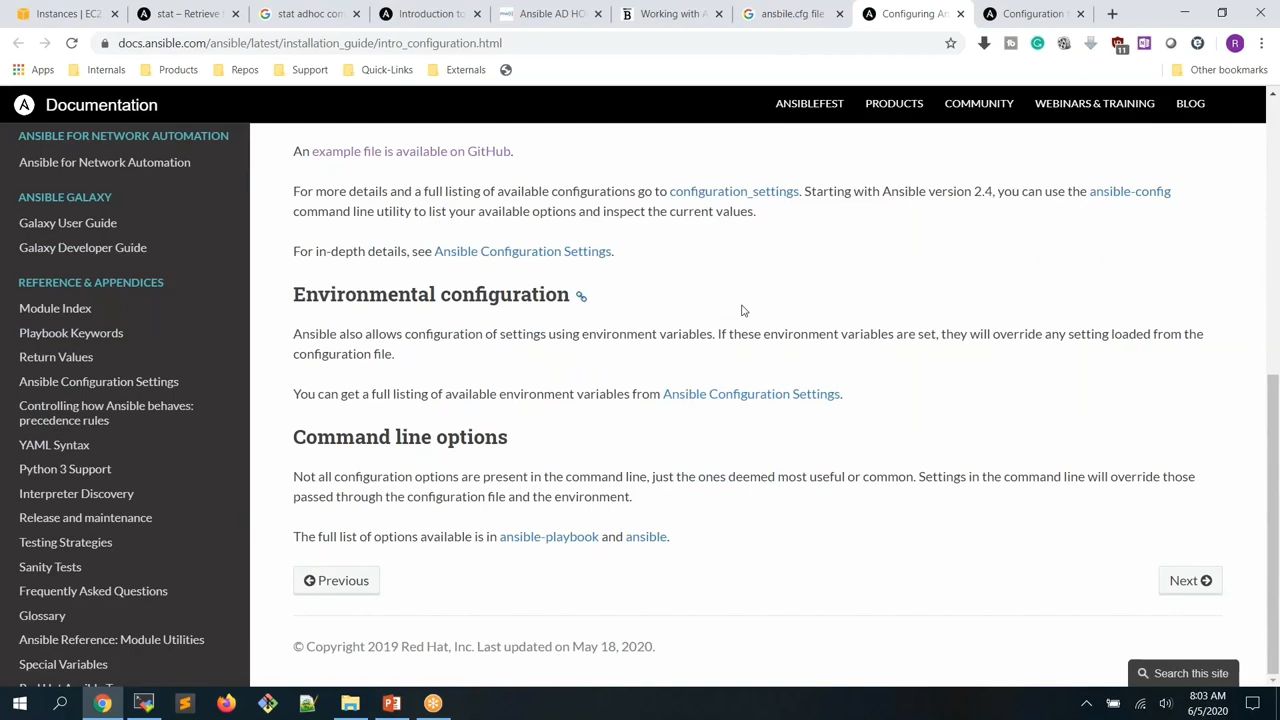 Instances | EC2
stat – Retrieve
stat adhoc com
Introduction to
Ansible AD HO
Working with A
ansbile.cfg file
Configuring An
Configuration
docs.ansible.com/ansible/latest/installation_guide/intro_configuration.html
11
R
Apps
Internals
Products
Repos
Support
Quick-Links
Externals
Other bookmarks
A Documentation
ANSIBLEFEST PRODUCTS COMMUNITY WEBINARS & TRAINING BLOG
ANSIBLE FOR NETWORK AUTOMATION
Ansible for Network Automation
ANSIBLE GALAXY
Galaxy User Guide
Galaxy Developer Guide
REFERENCE & APPENDICES
Module Index
Playbook Keywords
Return Values
Ansible Configuration Settings
Controlling how Ansible behaves:
precedence rules
YAML Syntax
Python 3 Support
Interpreter Discovery
Release and maintenance
Testing Strategies
Sanity Tests
Frequently Asked Questions
Glossary
Ansible Reference: Module Utilities
Special Variables
An example file is available on GitHub.
For more details and a full listing of available configurations go to configuration_settings. Starting with Ansible version 2.4, you can use the ansible-config
command line utility to list your available options and inspect the current values.
For in-depth details, see Ansible Configuration Settings.
Environmental configuration
Ansible also allows configuration of settings using environment variables. If these environment variables are set, they will override any setting loaded from the
configuration file.
You can get a full listing of available environment variables from Ansible Configuration Settings.
Command line options
Not all configuration options are present in the command line, just the ones deemed most useful or common. Settings in the command line will override those
passed through the configuration file and the environment.
The full list of options available is in ansible-playbook and ansible.
Previous
Next
© Copyright 2019 Red Hat, Inc. Last updated on May 18, 2020.
Search this site
8:03 AM
6/5/2020